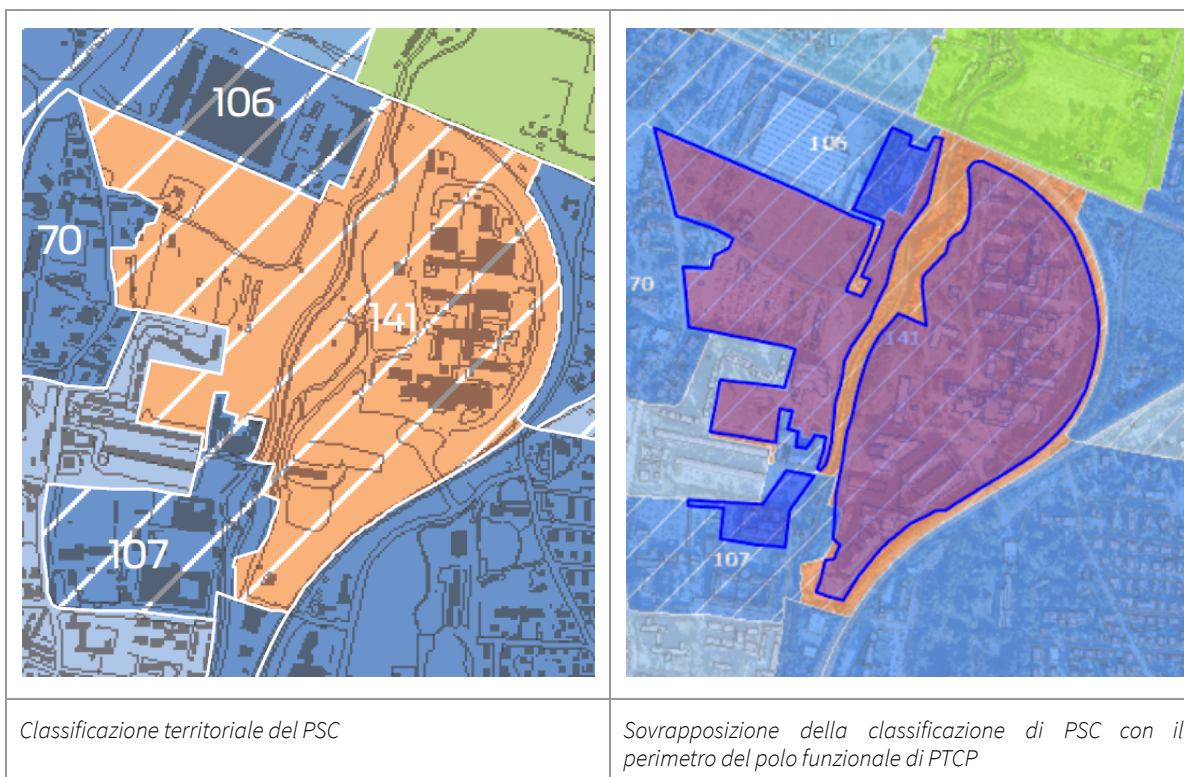 106
70
141
107
106
70
141
107
Classificazione territoriale del PSC
Sovrapposizione della classificazione di PSC con il
perimetro del polo funzionale di PTCP